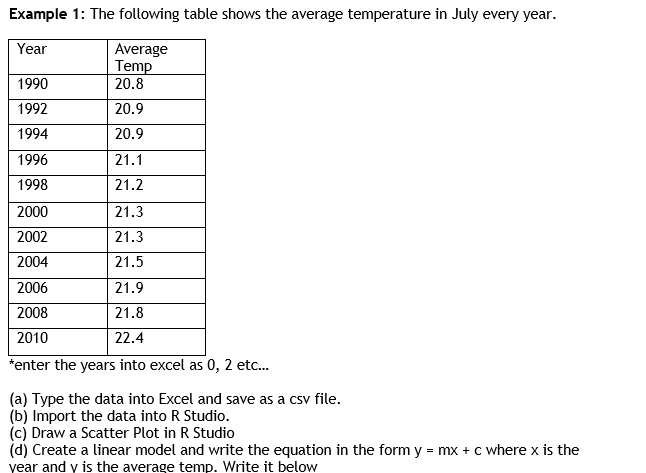 Example 1: The following table shows the average temperature in July every year.
Year Average
Temp
1990 20.8
1992 20.9
1994 20.9
1996 21.1
1998 21.2
2000 21.3
2002 21.3
2004 21.5
2006 21.9
2008 21.8
2010 22.4
*enter the years into excel as 0, 2 etc...
(a) Type the data into Excel and save as a csv file.
(b) Import the data into R Studio.
(c) Draw a Scatter Plot in R Studio
(d) Create a linear model and write the equation in the form y = mx + c where x is the
year and y is the average temp. Write it below